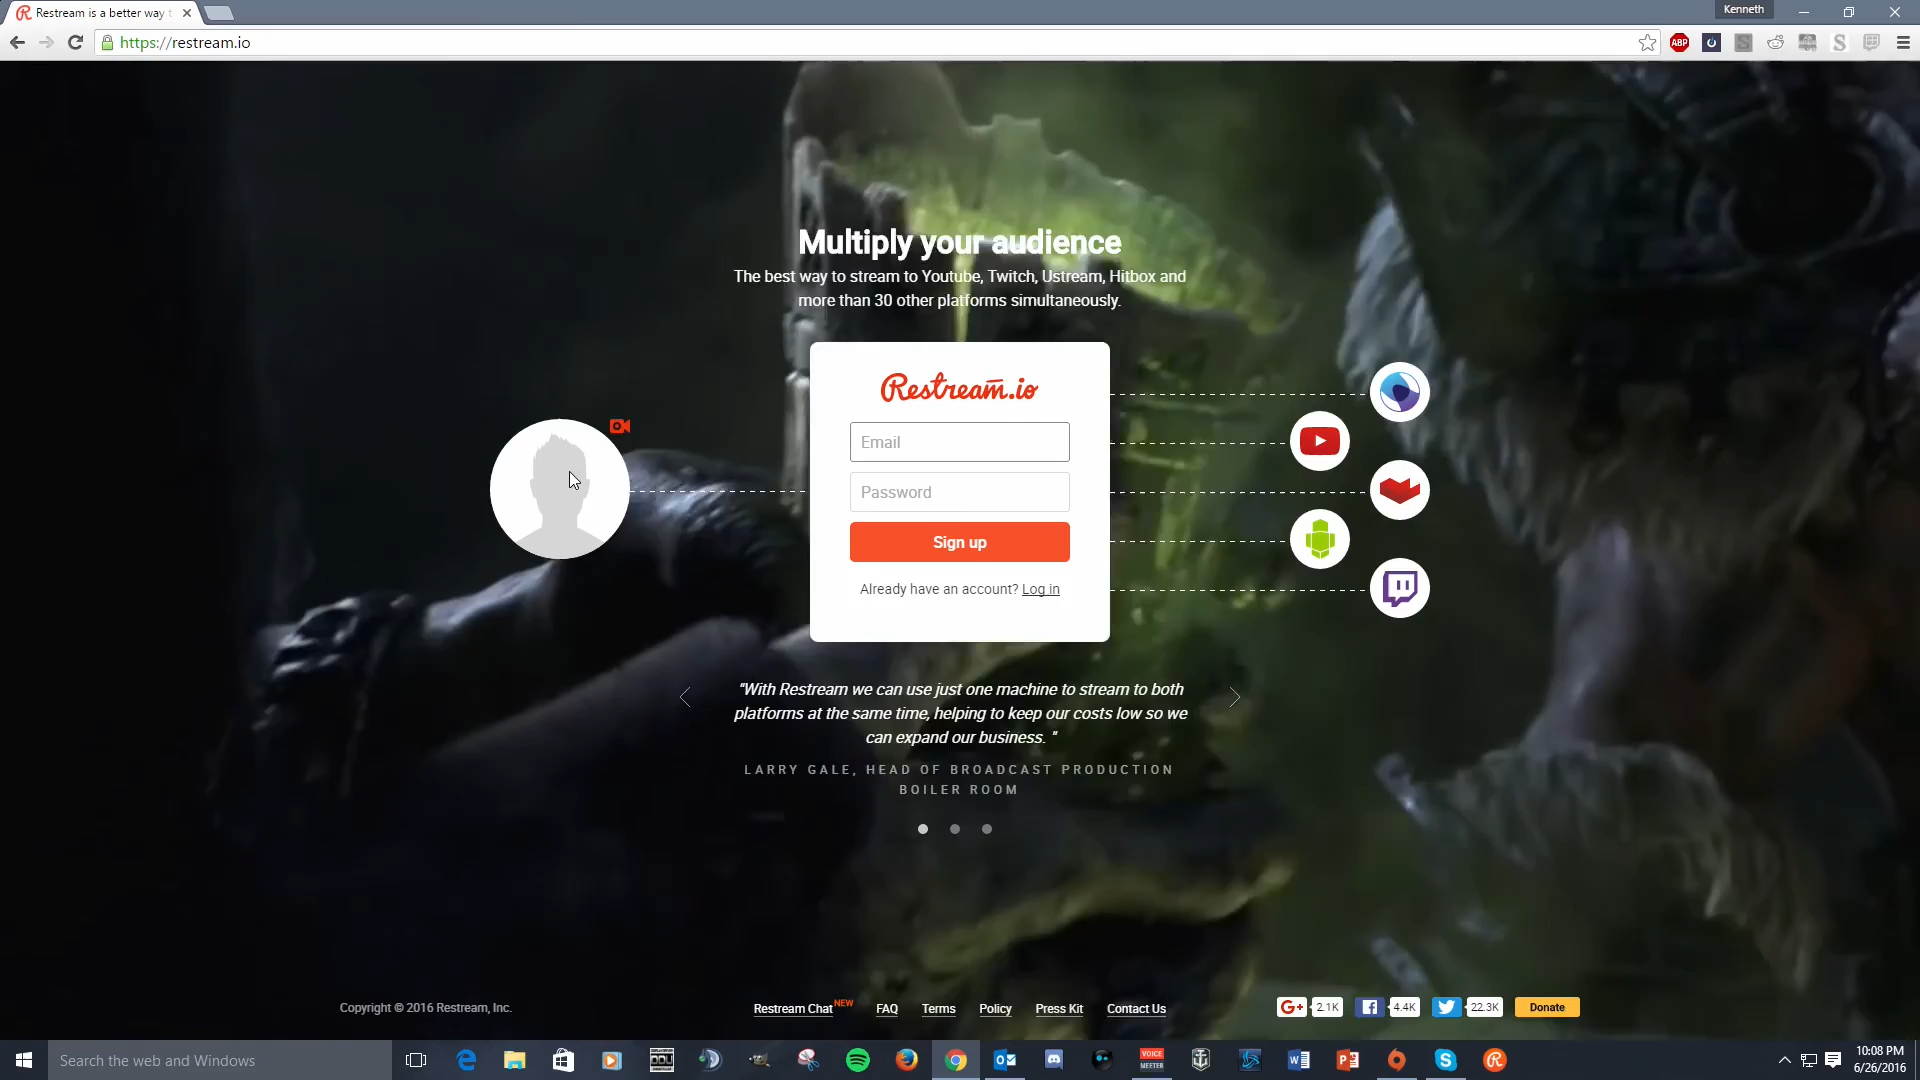 Restream is a better way t
Kenneth
https://restream.io
ABP
Multiply your audience
The best way to stream to Youtube, Twitch, Ustream, Hitbox and
more than 30 other platforms simultaneously.
Restream.io
Email
Password
Sign up
Already have an account? Log in
"With Restream we can use just one machine to stream to both
platforms at the same time, helping to keep our costs low so we
can expand our business. "
LARRY GALE, HEAD OF BROADCAST PRODUCTION
BOILER ROOM
Copyright © 2016 Restream, Inc.
Restream Chat NEW
FAQ
Terms
Policy
Press Kit
Contact Us
G+ 2.1K
4.4K
22.3K
Donate
Search the web and Windows
DDU
VOICE
MEETER
10:08 PM
6/26/2016